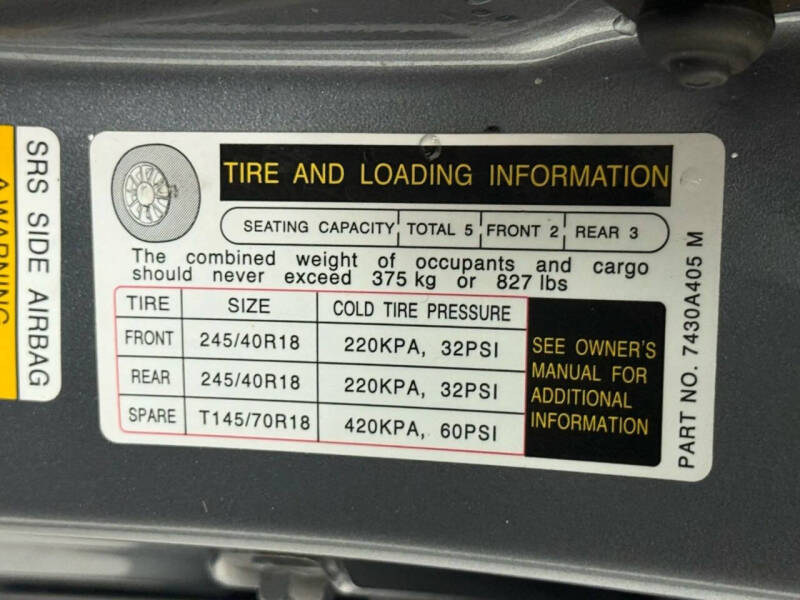 SRS SIDE AIRBAG
WARNING
TIRE AND LOADING INFORMATION
SEATING CAPACITY TOTAL 5 FRONT 2 REAR 3
The combined weight of occupants and cargo
should never exceed 375 kg or 827 lbs
TIRE SIZE COLD TIRE PRESSURE
FRONT 245/40R18 220KPA, 32PSI
REAR 245/40R18 220KPA, 32PSI
SPARE T145/70R18 420KPA, 60PSI
SEE OWNER'S
MANUAL FOR
ADDITIONAL
INFORMATION
PART NO. 7430A405 M